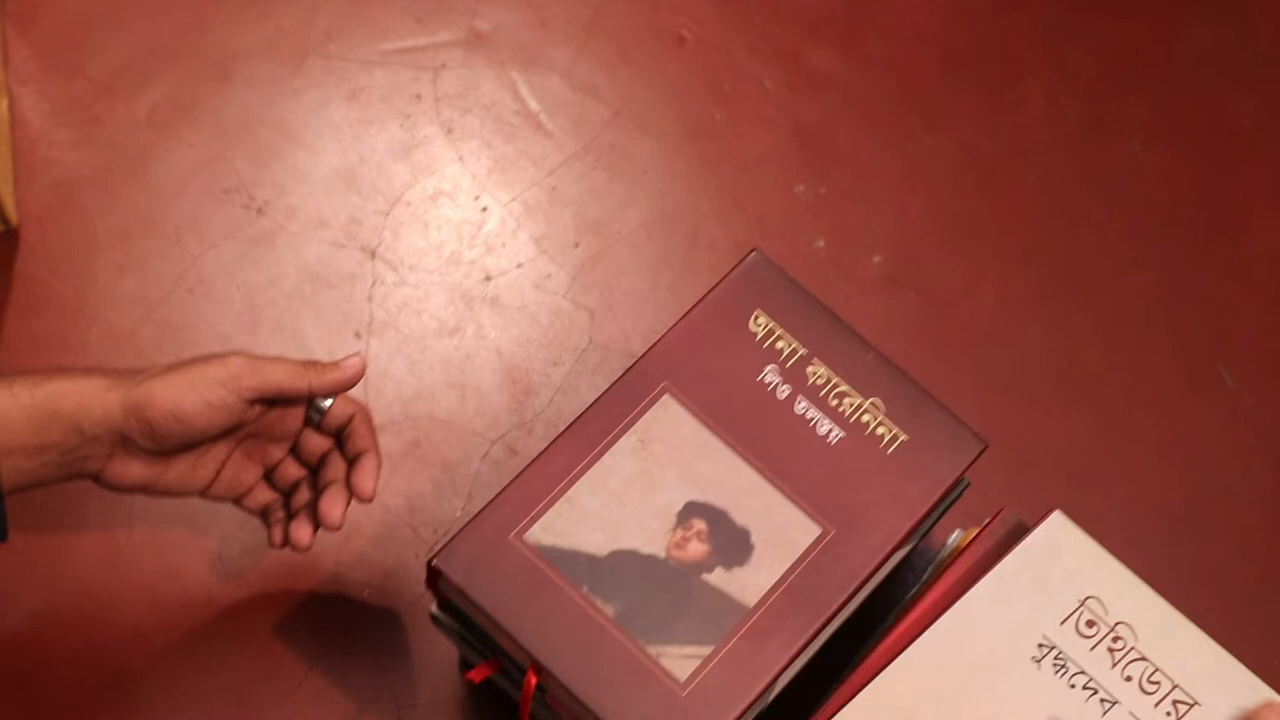 আনা কারেনিনা
লিও তলস্তয়
তিথিডোর
বুদ্ধদেব